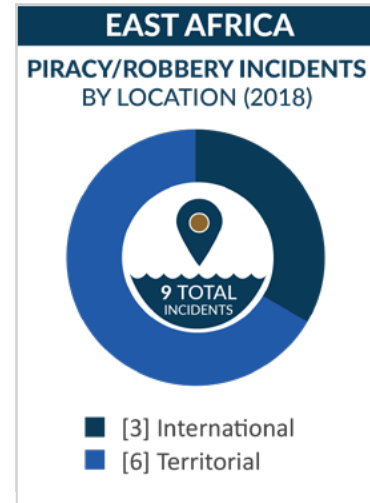 EAST AFRICA
PIRACY/ROBBERY INCIDENTS
BY LOCATION (2018)
9 TOTAL
INCIDENTS
[3] International
[6] Territorial